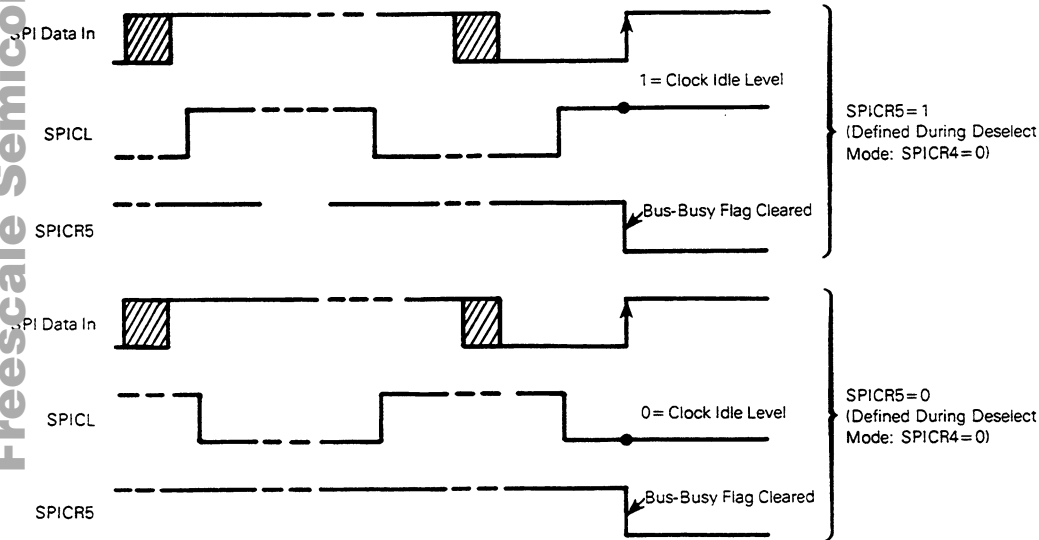 Freescale Semico
SPI Data In
1 = Clock Idle Level
SPICL
SPICR5 = 1
(Defined During Deselect
Mode: SPICR4 = 0)
Bus-Busy Flag Cleared
SPICR5
SPI Data In
SPICL
0 = Clock Idle Level
SPICR5 = 0
(Defined During Deselect
Mode: SPICR4 = 0)
Bus-Busy Flag Cleared
SPICR5